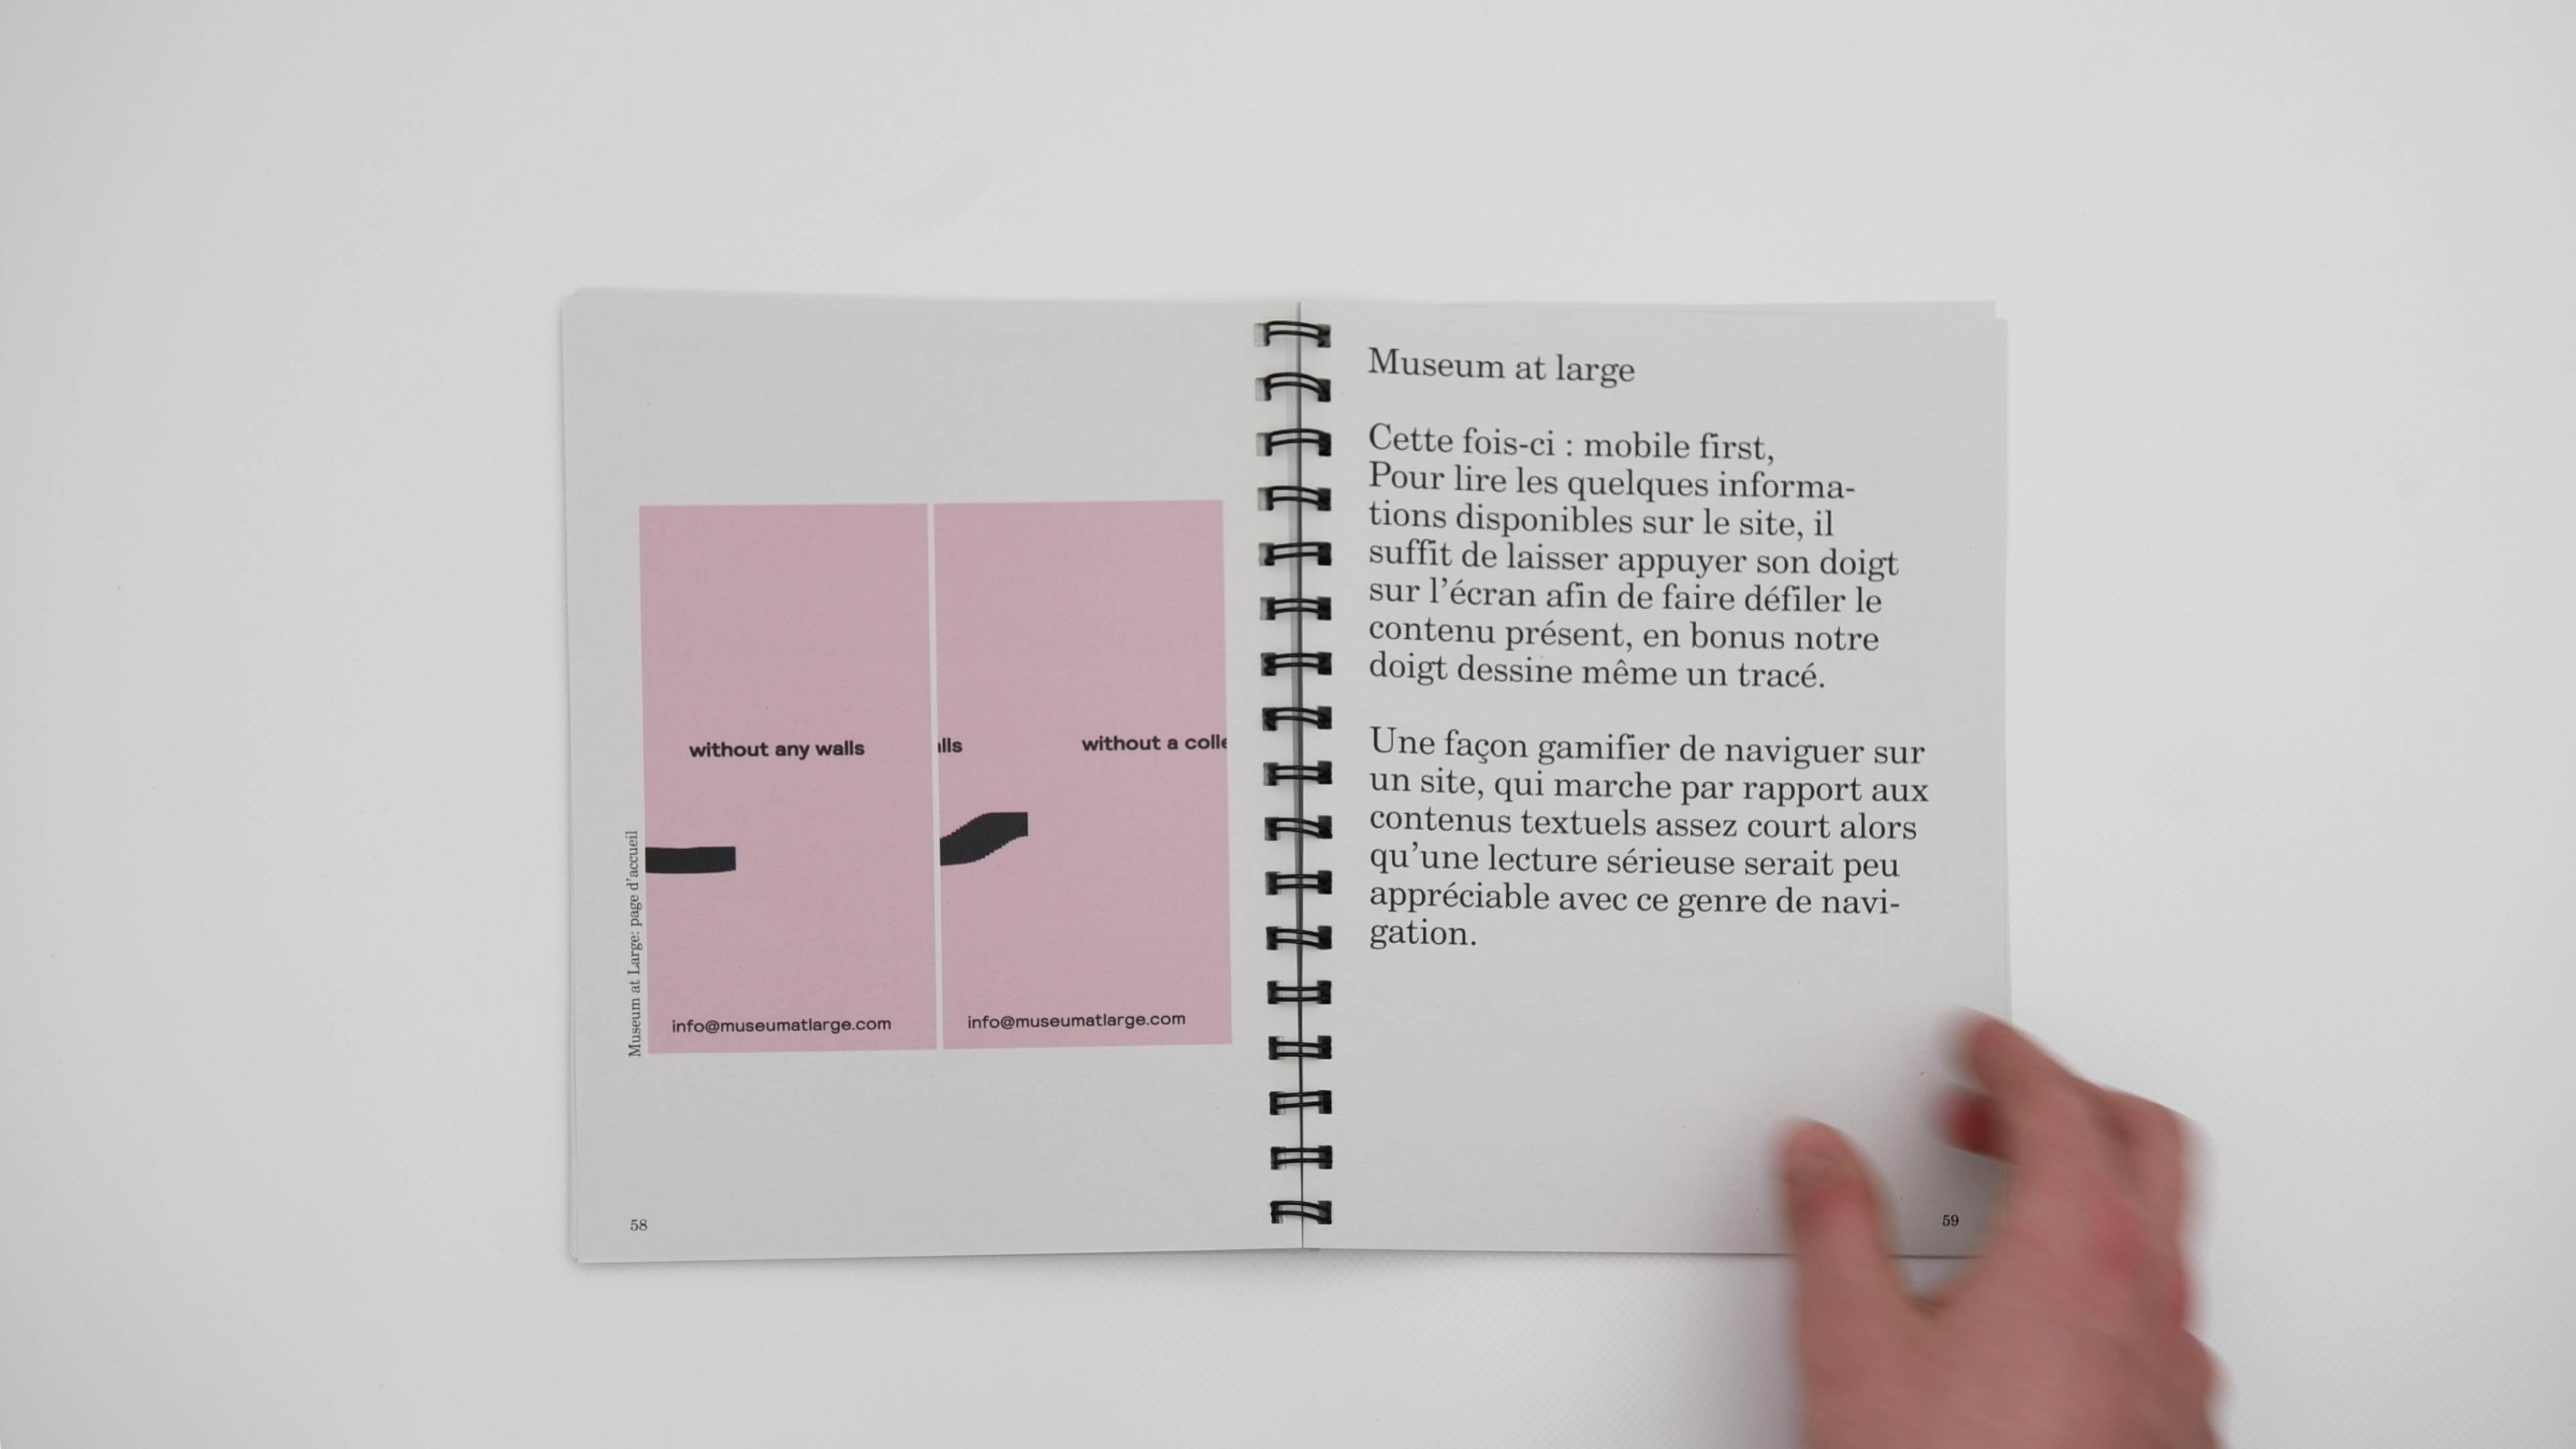 without any walls
info@museumatlarge.com
lls
without a colle
info@museumatlarge.com
Museum at Large: page d'accueil
58
Museum at large
Cette fois-ci : mobile first,
Pour lire les quelques informa-
tions disponibles sur le site, il
suffit de laisser appuyer son doigt
sur l’écran afin de faire défiler le
contenu présent, en bonus notre
doigt dessine même un tracé.
Une façon gamifier de naviguer sur
un site, qui marche par rapport aux
contenus textuels assez court alors
qu’une lecture sérieuse serait peu
appréciable avec ce genre de navi-
gation.
59